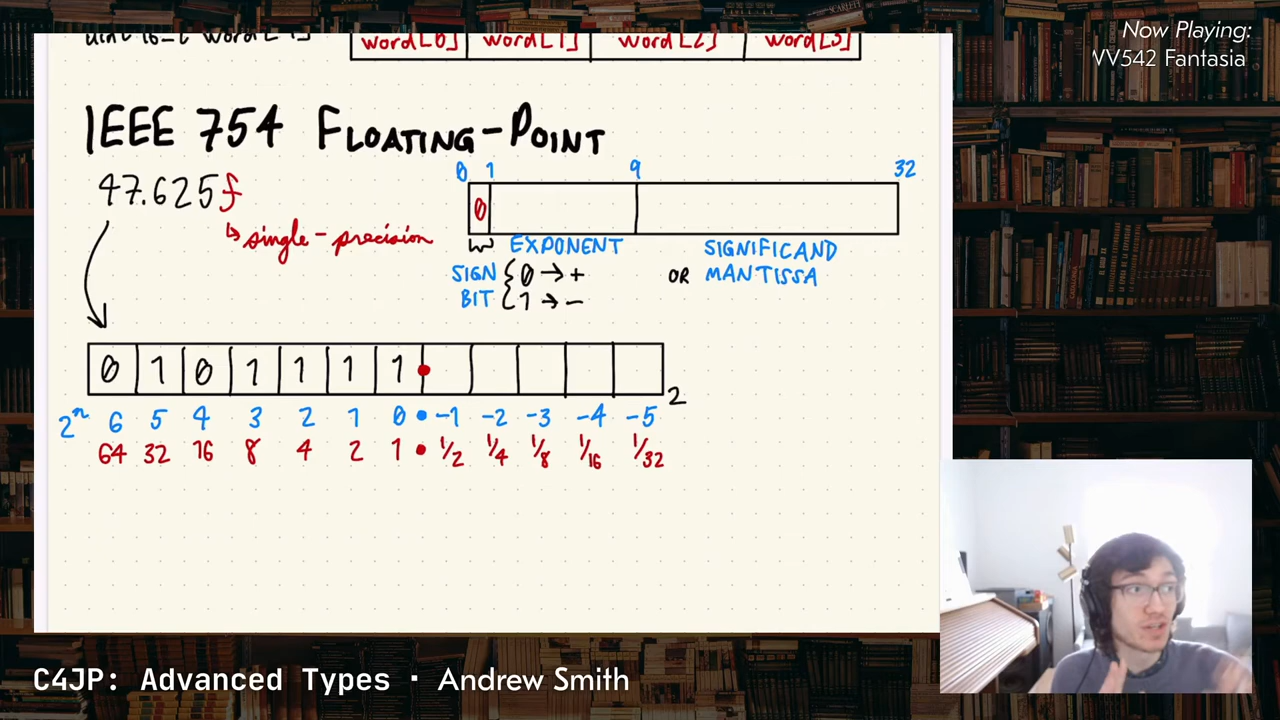 word[0] word[1] word[2] word[3]
Now Playing:
WV542 Fantasia
IEEE 754 FLOATING-POINT
47.625f
↳ single-precision
0 1 9 32
0
EXPONENT SIGNIFICAND
SIGN { 0 → + OR MANTISSA
BIT { 1 → -
0 1 0 1 1 1 1 •
2
2ⁿ 6 5 4 3 2 1 0 • -1 -2 -3 -4 -5
64 32 16 8 4 2 1 • 1/2 1/4 1/8 1/16 1/32
C4JP: Advanced Types ▪ Andrew Smith